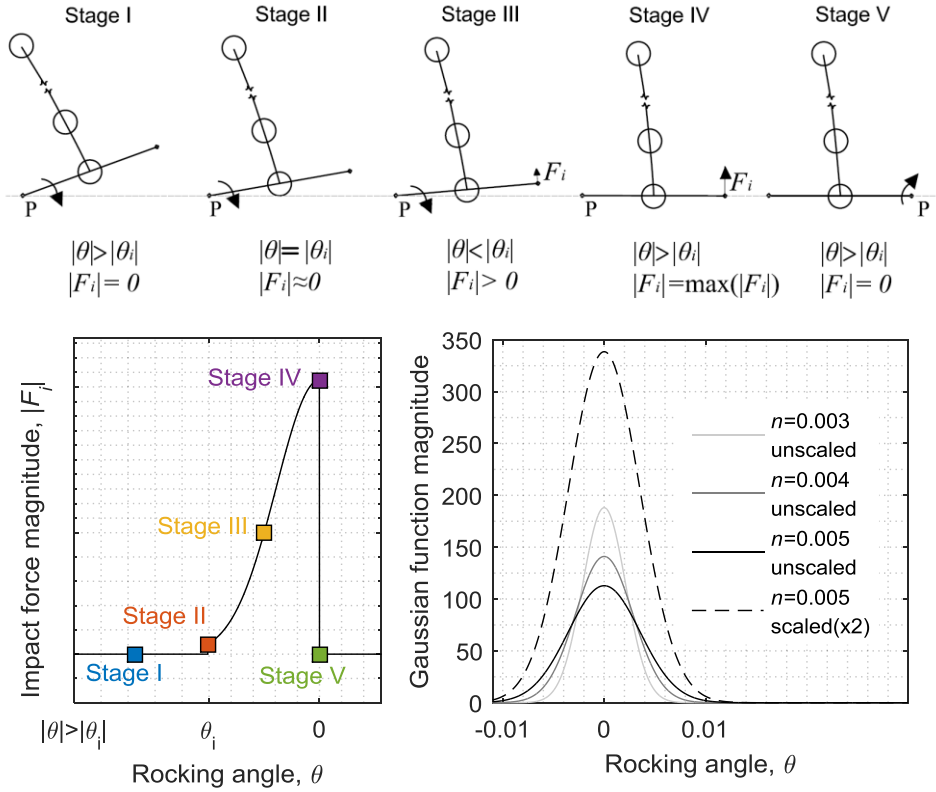 Stage I
Stage II
Stage III
Stage IV
Stage V
P
P
P
Fᵢ
P
Fᵢ
P
|θ|>|θᵢ|
|Fᵢ|= 0
|θ|= |θᵢ|
|Fᵢ|≈0
|θ|<|θᵢ|
|Fᵢ|> 0
|θ|>|θᵢ|
|Fᵢ|=max(|Fᵢ|)
|θ|>|θᵢ|
|Fᵢ|= 0
Impact force magnitude, |Fᵢ|
Stage IV
Stage III
Stage II
Stage I
Stage V
|θ|>|θᵢ|
θᵢ
0
Rocking angle, θ
Gaussian function magnitude
350
300
250
200
150
100
50
0
-0.01
0
0.01
Rocking angle, θ
n=0.003
unscaled
n=0.004
unscaled
n=0.005
unscaled
n=0.005
scaled(x2)